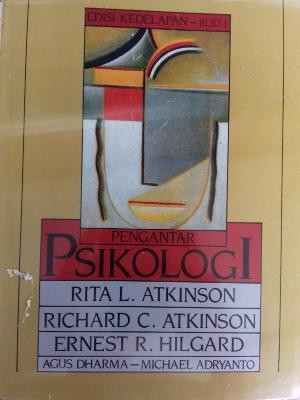 EDISI KEDELAPAN – JILID 1
PENGANTAR
PSIKOLOGI
RITA L. ATKINSON
RICHARD C. ATKINSON
ERNEST R. HILGARD
AGUS DHARMA – MICHAEL ADRYANTO